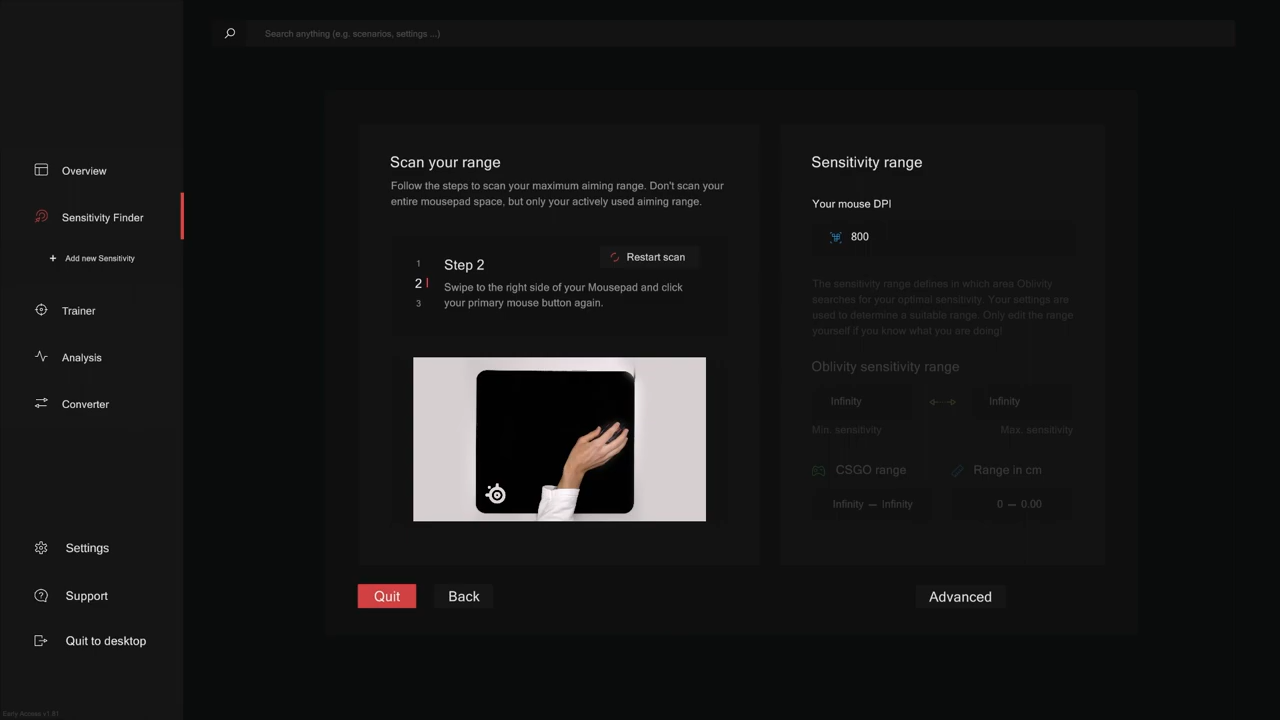 Search anything (e.g. scenarios, settings ...)
Overview
Sensitivity Finder
+ Add new Sensitivity
Trainer
Analysis
Converter
Settings
Support
Quit to desktop
Early Access v1.61
Scan your range
Follow the steps to scan your maximum aiming range. Don't scan your
entire mousepad space, but only your actively used aiming range.
1
2
3
Step 2
Restart scan
Swipe to the right side of your Mousepad and click
your primary mouse button again.
Quit
Back
Sensitivity range
Your mouse DPI
800
The sensitivity range defines in which area Oblivity
searches for your optimal sensitivity. Your settings are
used to determine a suitable range. Only edit the range
yourself if you know what you are doing!
Oblivity sensitivity range
Infinity
Infinity
Min. sensitivity
Max. sensitivity
CSGO range
Range in cm
Infinity — Infinity
0 — 0.00
Advanced